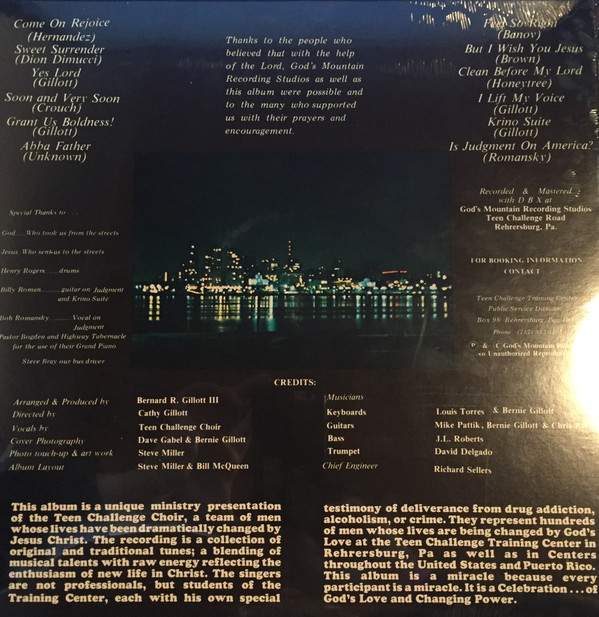 Come On Rejoice
(Hernandez)
Sweet Surrender
(Dion Dimucci)
Yes Lord
(Gillott)
Soon and Very Soon
(Crouch)
Grant Us Boldness!
(Gillott)
Abba Father
(Unknown)
Thanks to the people who
believed that with the help
of the Lord, God's Mountain
Recording Studios as well as
this album were possible and
to the many who supported
us with their prayers and
encouragement.
Feel So Right
(Banov)
But I Wish You Jesus
(Brown)
Clean Before My Lord
(Honeytree)
I Lift My Voice
(Gillott)
Krino Suite
(Gillott)
Is Judgment On America?
(Romansky)
Special Thanks to . . .
God.....Who took us from the streets
Jesus Who sent us to the streets
Henry Rogers ..... drums
Billy Roman ........ guitar on Judgment
and Krino Suite
Bob Romansky ....... Vocal on
Judgment
Pastor Bogden and Highway Tabernacle
for the use of their Grand Piano
Steve Bray our bus driver
Recorded & Mastered
with D B X at
God's Mountain Recording Studios
Teen Challenge Road
Rehrersburg, Pa.
FOR BOOKING INFORMATION
CONTACT
Teen Challenge Training Center
Public Service Dept.
Box 98 Rehrersburg, Pa.
Phone
P & C God's Mountain
no Unauthorized
CREDITS:
Arranged & Produced by Bernard R. Gillott III
Directed by Cathy Gillott
Vocals by Teen Challenge Choir
Cover Photography Dave Gabel & Bernie Gillott
Photo touch-up & art work Steve Miller
Album Layout Steve Miller & Bill McQueen
Musicians
Keyboards Louis Torres & Bernie Gillott
Guitars Mike Pattik, Bernie Gillott & Chris
Bass J.L. Roberts
Trumpet David Delgado
Chief Engineer Richard Sellers
This album is a unique ministry presentation
of the Teen Challenge Choir, a team of men
whose lives have been dramatically changed by
Jesus Christ. The recording is a collection of
original and traditional tunes; a blending of
musical talents with raw energy reflecting the
enthusiasm of new life in Christ. The singers
are not professionals, but students of the
Training Center, each with his own special
testimony of deliverance from drug addiction,
alcoholism, or crime. They represent hundreds
of men whose lives are being changed by God's
Love at the Teen Challenge Training Center in
Rehrersburg, Pa as well as in Centers
throughout the United States and Puerto Rico.
This album is a miracle because every
participant is a miracle. It is a Celebration . . . of
God's Love and Changing Power.